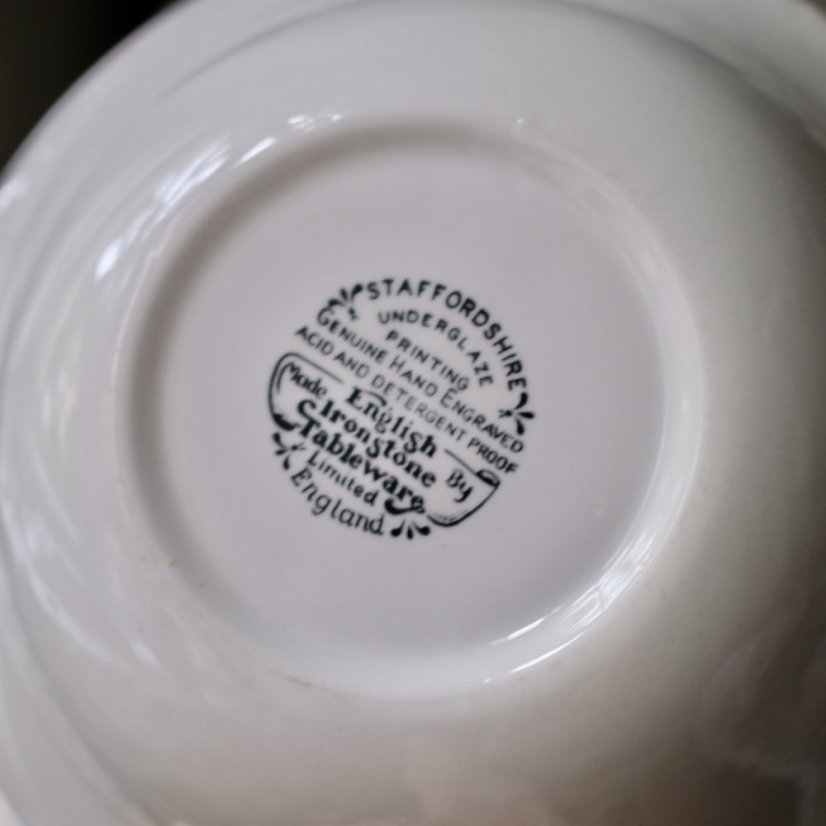 STAFFORDSHIRE
UNDERGLAZE
PRINTING
GENUINE HAND ENGRAVED
ACID AND DETERGENT PROOF
Made
English
Ironstone
Tableware
By
Limited
England